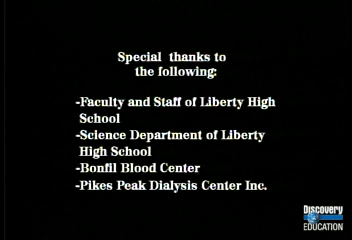 Special thanks to
the following:
-Faculty and Staff of Liberty High
School
-Science Department of Liberty
High School
-Bonfil Blood Center
-Pikes Peak Dialysis Center Inc.
Discovery
EDUCATION